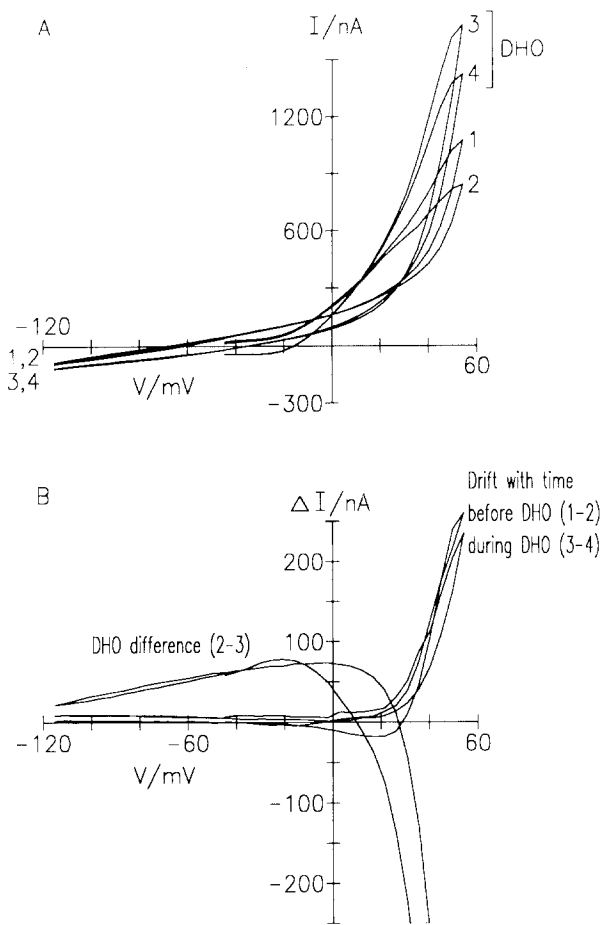 A
I/nA
3
4
DHO
1200
1
2
600
-120
1,2
3,4
V/mV
60
-300
B
Δ I/nA
Drift with time
before DHO (1-2)
during DHO (3-4)
200
DHO difference (2-3)
100
-120
-60
60
V/mV
-100
-200